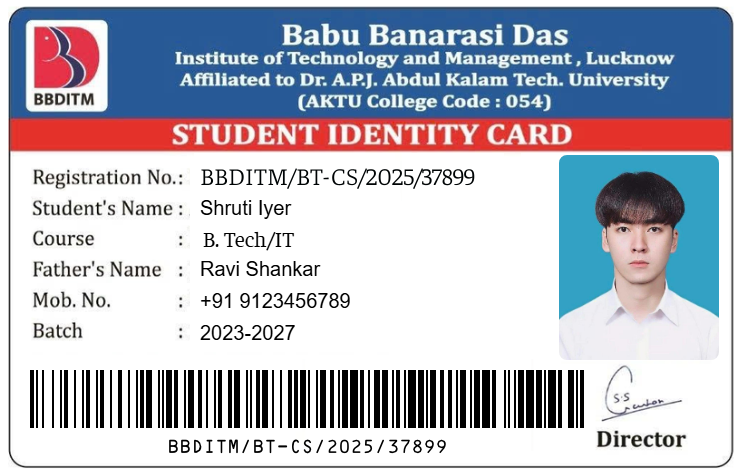 BBDITM
Babu Banarasi Das
Institute of Technology and Management , Lucknow
Affiliated to Dr. A.P.J. Abdul Kalam Tech. University
(AKTU College Code : 054)
STUDENT IDENTITY CARD
Registration No.: BBDITM/BT-CS/2025/37899
Student's Name : Shruti Iyer
Course : B. Tech/IT
Father's Name : Ravi Shankar
Mob. No. : +91 9123456789
Batch : 2023-2027
BBDITM/BT-CS/2025/37899
S.S
Director